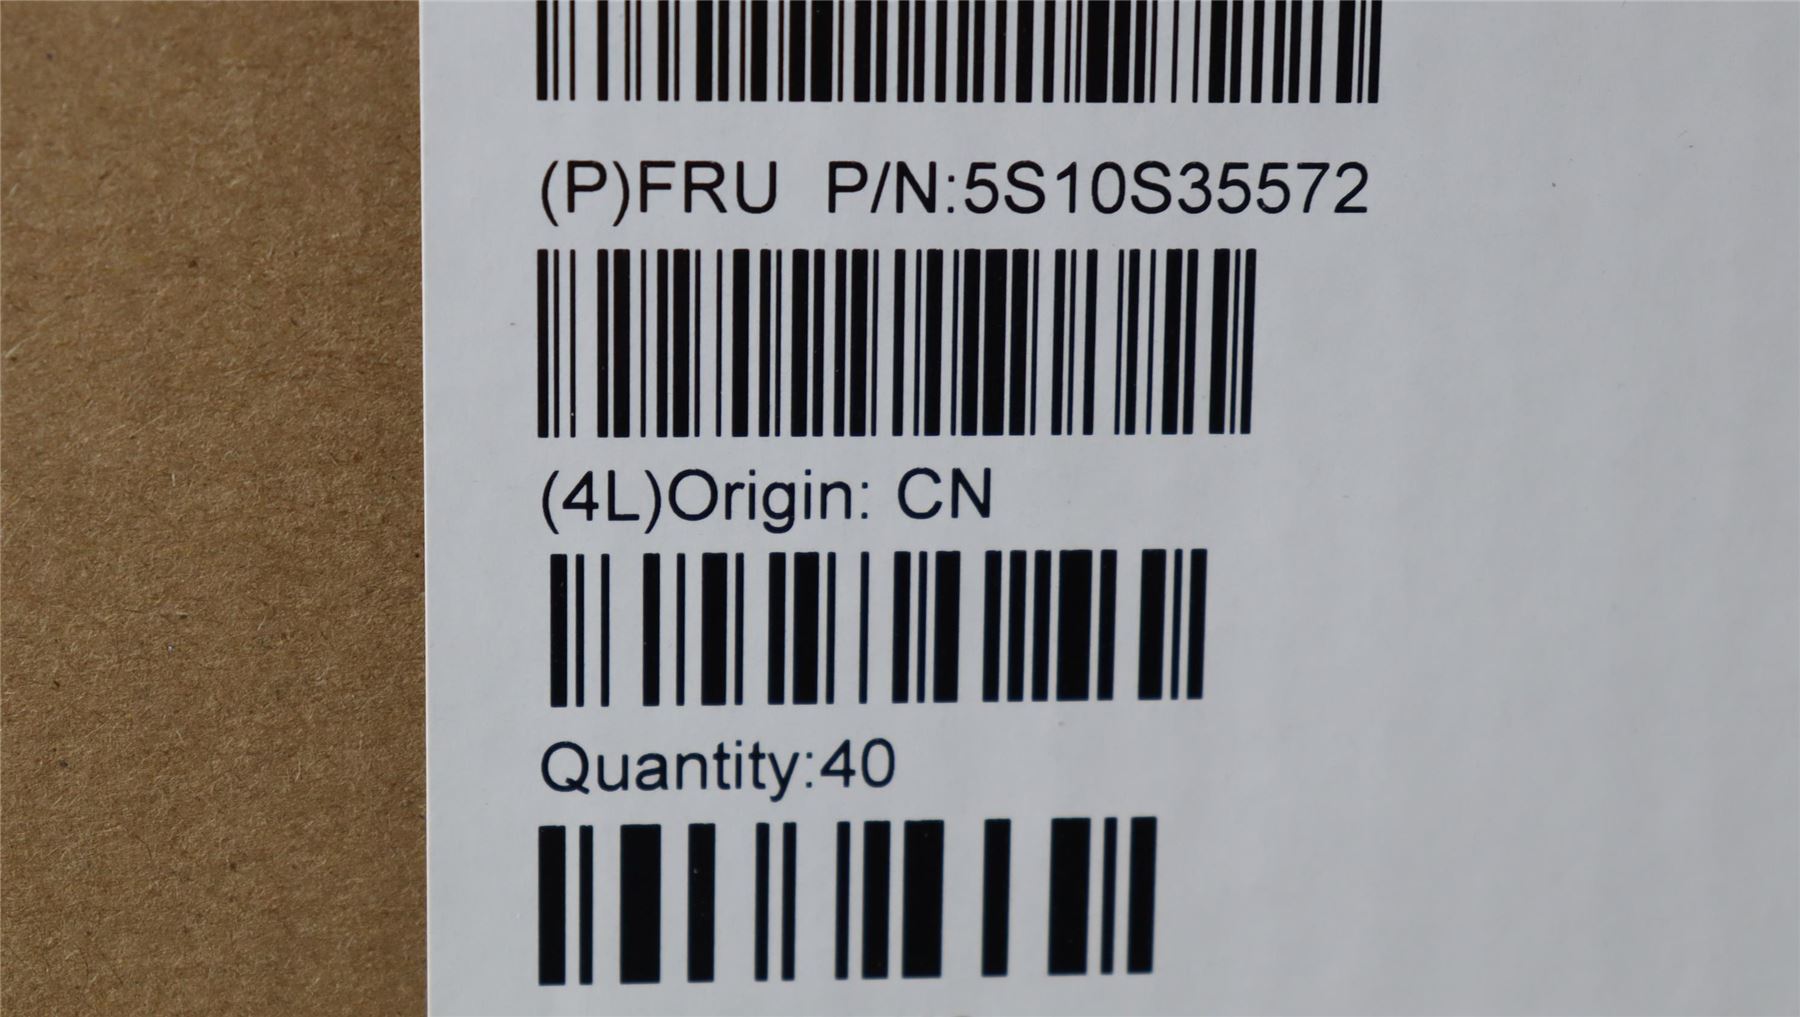 (P)FRU P/N:5S10S35572
(4L)Origin: CN
Quantity:40